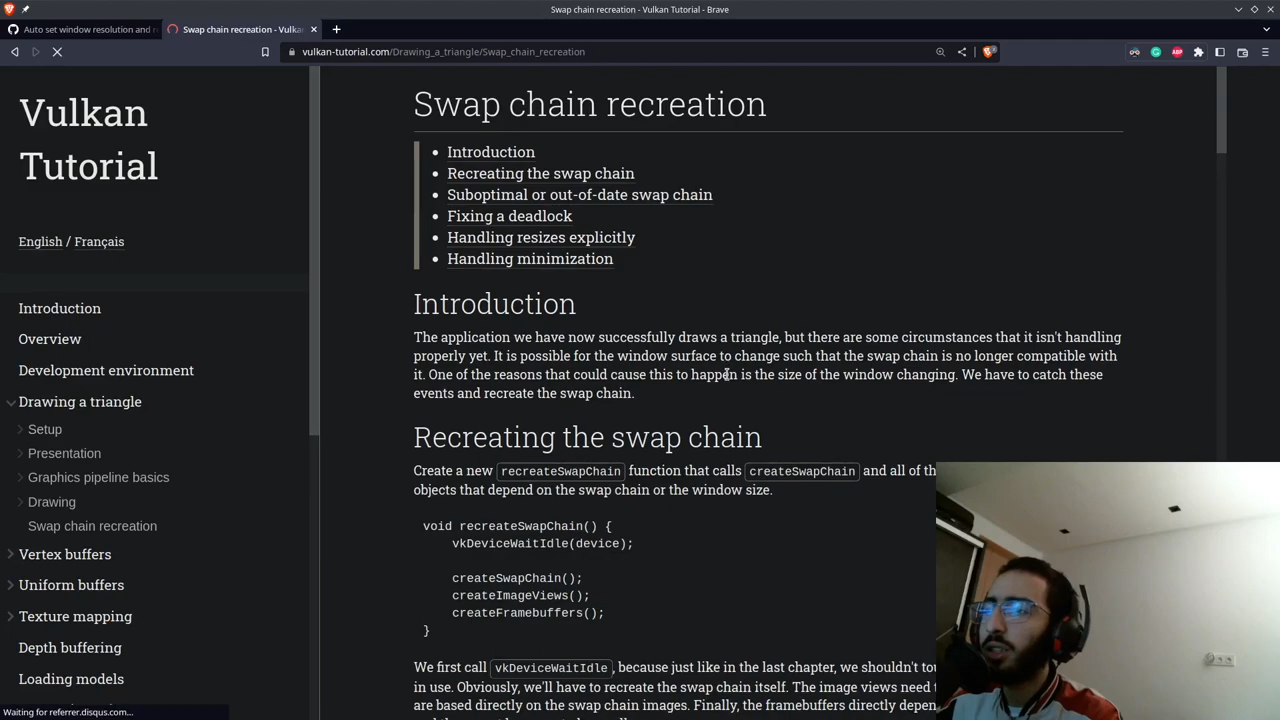 Swap chain recreation - Vulkan Tutorial - Brave
Auto set window resolution and r
Swap chain recreation - Vulkan
vulkan-tutorial.com/Drawing_a_triangle/Swap_chain_recreation
ABP
Vulkan
Tutorial
English / Français
Introduction
Overview
Development environment
Drawing a triangle
Setup
Presentation
Graphics pipeline basics
Drawing
Swap chain recreation
Vertex buffers
Uniform buffers
Texture mapping
Depth buffering
Loading models
Waiting for referrer.disqus.com...
Swap chain recreation
Introduction
Recreating the swap chain
Suboptimal or out-of-date swap chain
Fixing a deadlock
Handling resizes explicitly
Handling minimization
Introduction
The application we have now successfully draws a triangle, but there are some circumstances that it isn't handling
properly yet. It is possible for the window surface to change such that the swap chain is no longer compatible with
it. One of the reasons that could cause this to happen is the size of the window changing. We have to catch these
events and recreate the swap chain.
Recreating the swap chain
Create a new recreateSwapChain function that calls createSwapChain and all of th
objects that depend on the swap chain or the window size.
void recreateSwapChain() {
vkDeviceWaitIdle(device);
createSwapChain();
createImageViews();
createFramebuffers();
}
We first call vkDeviceWaitIdle, because just like in the last chapter, we shouldn't tou
in use. Obviously, we'll have to recreate the swap chain itself. The image views need
are based directly on the swap chain images. Finally, the framebuffers directly depen